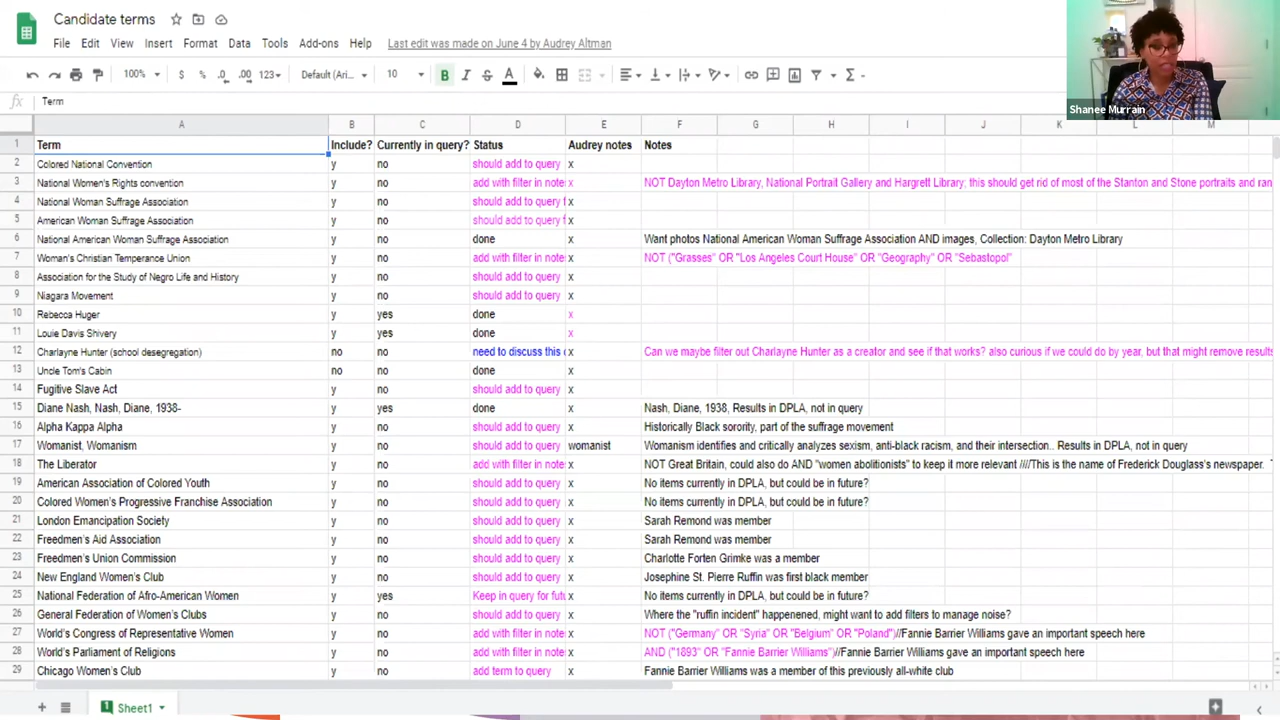 Candidate terms
File Edit View Insert Format Data Tools Add-ons Help Last edit was made on June 4 by Audrey Altman
100% $ % .0 .00 123 Default (Ari... 10 B I S A
Shanee Murrain
fx Term
A B C D E F G H I J K L M
1 Term Include? Currently in query? Status Audrey notes Notes
2 Colored National Convention y no should add to query x
3 National Women's Rights convention y no add with filter in note x NOT Dayton Metro Library, National Portrait Gallery and Hargrett Library; this should get rid of most of the Stanton and Stone portraits and ran
4 National Woman Suffrage Association y no should add to query f x
5 American Woman Suffrage Association y no should add to query f x
6 National American Woman Suffrage Association y no done x Want photos National American Woman Suffrage Association AND images, Collection: Dayton Metro Library
7 Woman's Christian Temperance Union y no add with filter in note x NOT ("Grasses" OR "Los Angeles Court House" OR "Geography" OR "Sebastopol"
8 Association for the Study of Negro Life and History y no should add to query x
9 Niagara Movement y no should add to query x
10 Rebecca Huger y yes done x
11 Louie Davis Shivery y yes done x
12 Charlayne Hunter (school desegregation) no no need to discuss this x Can we maybe filter out Charlayne Hunter as a creator and see if that works? also curious if we could do by year, but that might remove results
13 Uncle Tom's Cabin no no done x
14 Fugitive Slave Act y no should add to query x
15 Diane Nash, Nash, Diane, 1938- y yes done x Nash, Diane, 1938, Results in DPLA, not in query
16 Alpha Kappa Alpha y no should add to query x Historically Black sorority, part of the suffrage movement
17 Womanist, Womanism y no should add to query womanist Womanism identifies and critically analyzes sexism, anti-black racism, and their intersection.. Results in DPLA, not in query
18 The Liberator y no add with filter in note x NOT Great Britain, could also do AND "women abolitionists" to keep it more relevant ////This is the name of Frederick Douglass's newspaper.
19 American Association of Colored Youth y no should add to query x No items currently in DPLA, but could be in future?
20 Colored Women's Progressive Franchise Association y no should add to query x No items currently in DPLA, but could be in future?
21 London Emancipation Society y no should add to query x Sarah Remond was member
22 Freedmen's Aid Association y no should add to query x Sarah Remond was member
23 Freedmen's Union Commission y no should add to query x Charlotte Forten Grimke was a member
24 New England Women's Club y no should add to query x Josephine St. Pierre Ruffin was first black member
25 National Federation of Afro-American Women y yes Keep in query for futu x No items currently in DPLA, but could be in future?
26 General Federation of Women's Clubs y no should add to query x Where the "ruffin incident" happenened, might want to add filters to manage noise?
27 World's Congress of Representative Women y no add with filter in note x NOT ("Germany" OR "Syria" OR "Belgium" OR "Poland")//Fannie Barrier Williams gave an important speech here
28 World's Parliament of Religions y no add with filter in note x AND ("1893" OR "Fannie Barrier Williams")//Fannie Barrier Williams gave an important speech here
29 Chicago Women's Club y no add term to query x Fannie Barrier Williams was a member of this previously all-white club
Sheet1